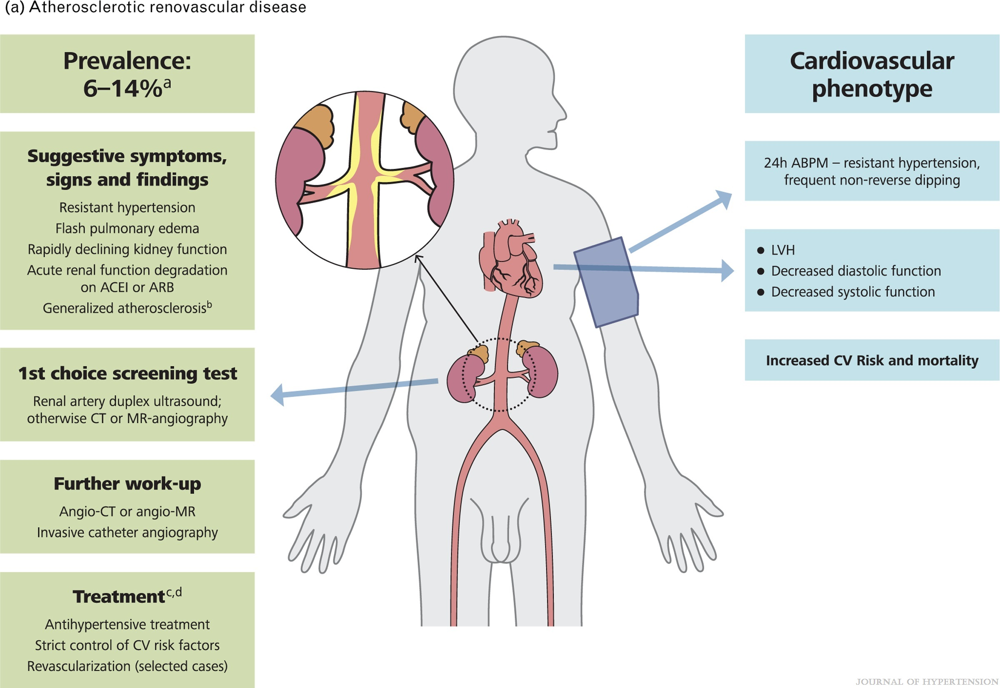 (a) Atherosclerotic renovascular disease
Prevalence:
6–14%a
Suggestive symptoms,
signs and findings
Resistant hypertension
Flash pulmonary edema
Rapidly declining kidney function
Acute renal function degradation
on ACEI or ARB
Generalized atherosclerosisb
1st choice screening test
Renal artery duplex ultrasound;
otherwise CT or MR-angiography
Further work-up
Angio-CT or angio-MR
Invasive catheter angiography
Treatmentc,d
Antihypertensive treatment
Strict control of CV risk factors
Revascularization (selected cases)
Cardiovascular
phenotype
24h ABPM – resistant hypertension,
frequent non-reverse dipping
● LVH
● Decreased diastolic function
● Decreased systolic function
Increased CV Risk and mortality
JOURNAL OF HYPERTENSION